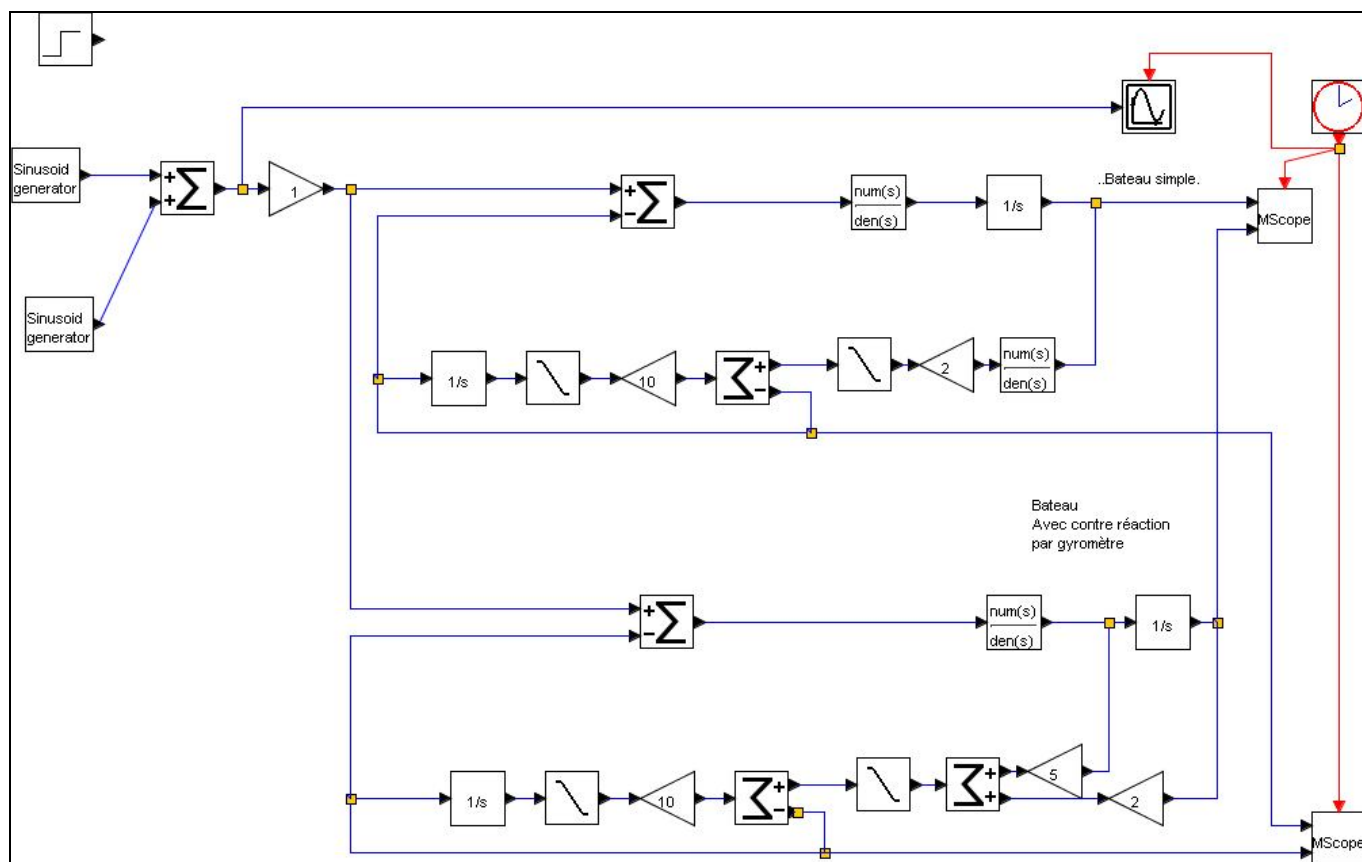 Sinusoid
generator
+
+
Σ
1
Sinusoid
generator
+
−
Σ
num(s)
den(s)
1/s
..Bateau simple.
MScope
1/s
10
Σ
+
−
2
num(s)
den(s)
Bateau
Avec contre réaction
par gyromètre
+
−
Σ
num(s)
den(s)
1/s
1/s
10
Σ
+
−
Σ
+
+
5
2
MScope